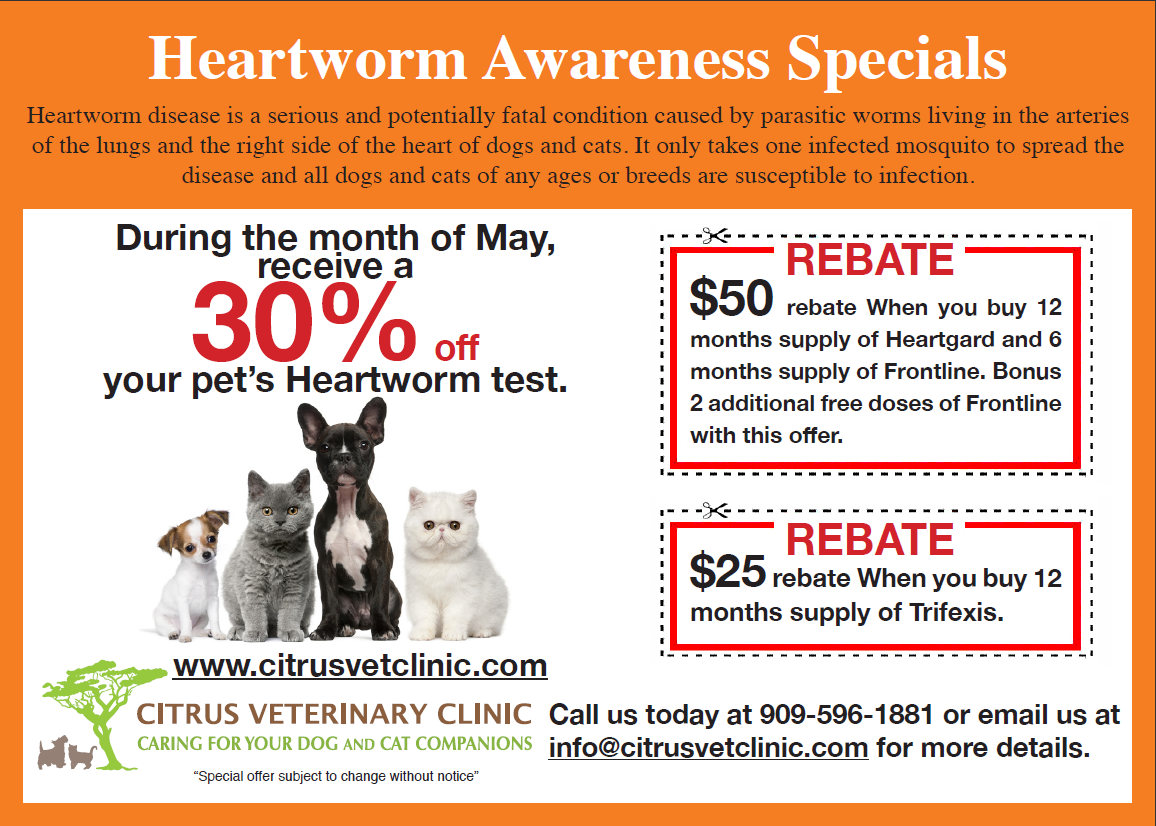 Heartworm Awareness Specials
Heartworm disease is a serious and potentially fatal condition caused by parasitic worms living in the arteries
of the lungs and the right side of the heart of dogs and cats. It only takes one infected mosquito to spread the
disease and all dogs and cats of any ages or breeds are susceptible to infection.
During the month of May,
receive a
30% off
your pet's Heartworm test.
REBATE
$50 rebate When you buy 12
months supply of Heartgard and 6
months supply of Frontline. Bonus
2 additional free doses of Frontline
with this offer.
REBATE
$25 rebate When you buy 12
months supply of Trifexis.
www.citrusvetclinic.com
CITRUS VETERINARY CLINIC
CARING FOR YOUR DOG AND CAT COMPANIONS
"Special offer subject to change without notice"
Call us today at 909-596-1881 or email us at
info@citrusvetclinic.com for more details.